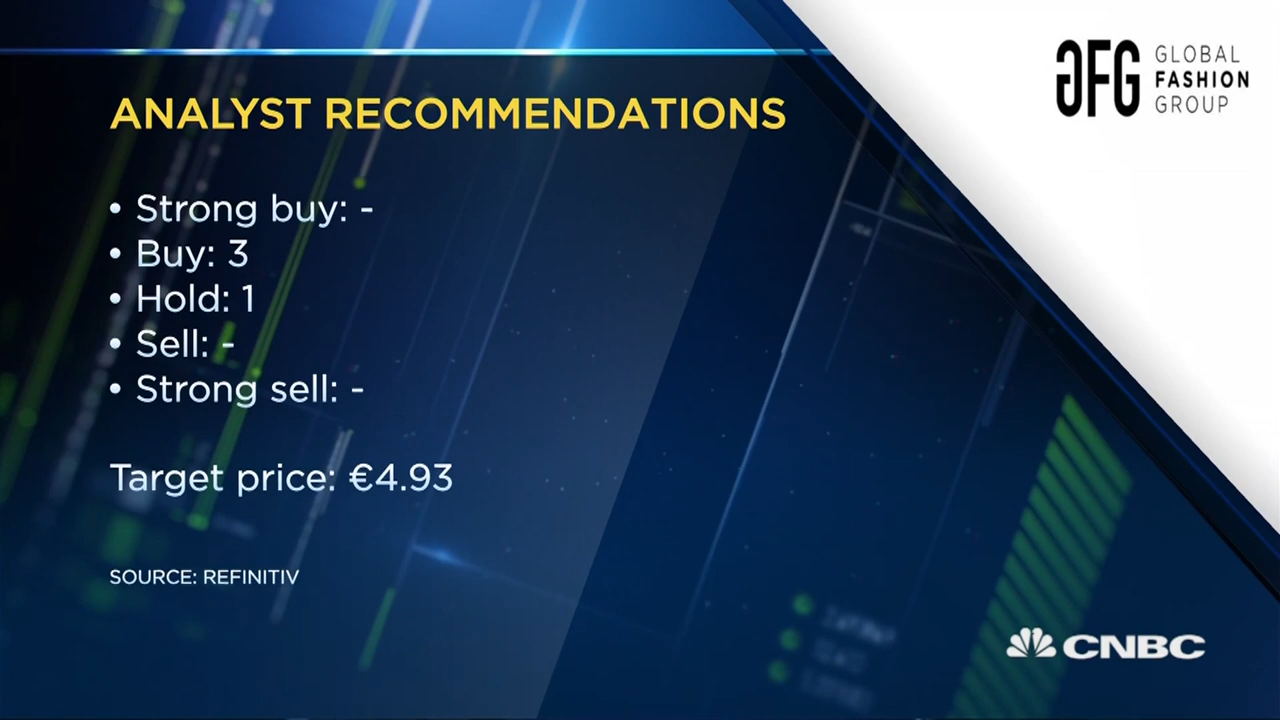 ANALYST RECOMMENDATIONS
GFG GLOBAL
FASHION
GROUP
• Strong buy: -
• Buy: 3
• Hold: 1
• Sell: -
• Strong sell: -
Target price: €4.93
SOURCE: REFINITIV
CNBC